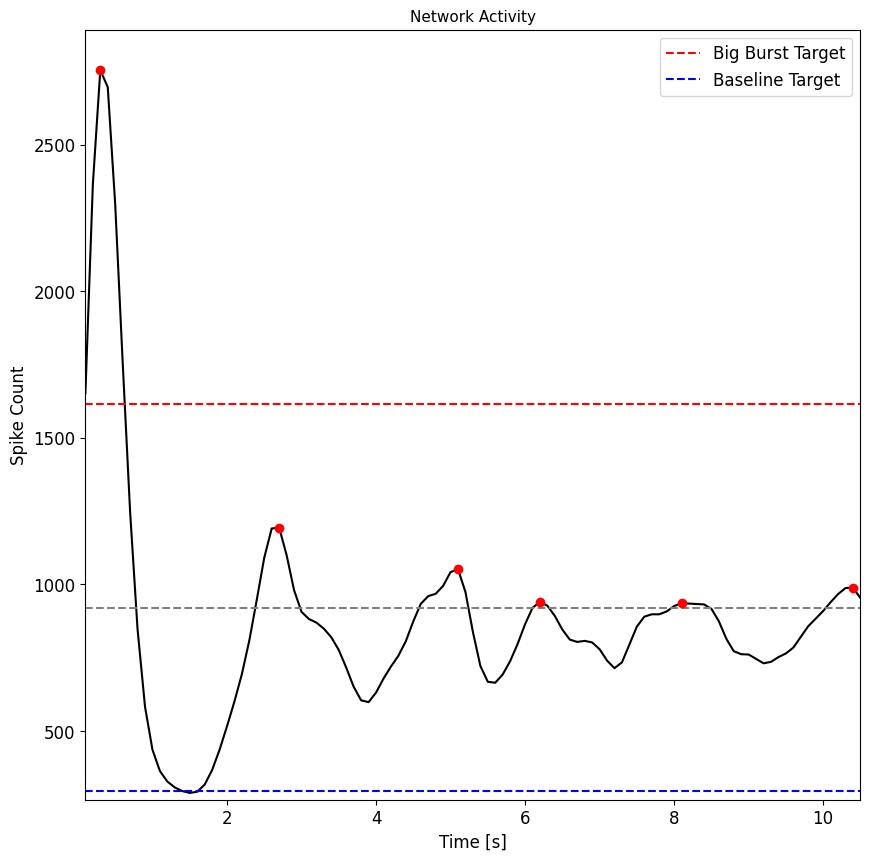 Network Activity
Big Burst Target
Baseline Target
Spike Count
2500
2000
1500
1000
500
2 4 6 8 10
Time [s]